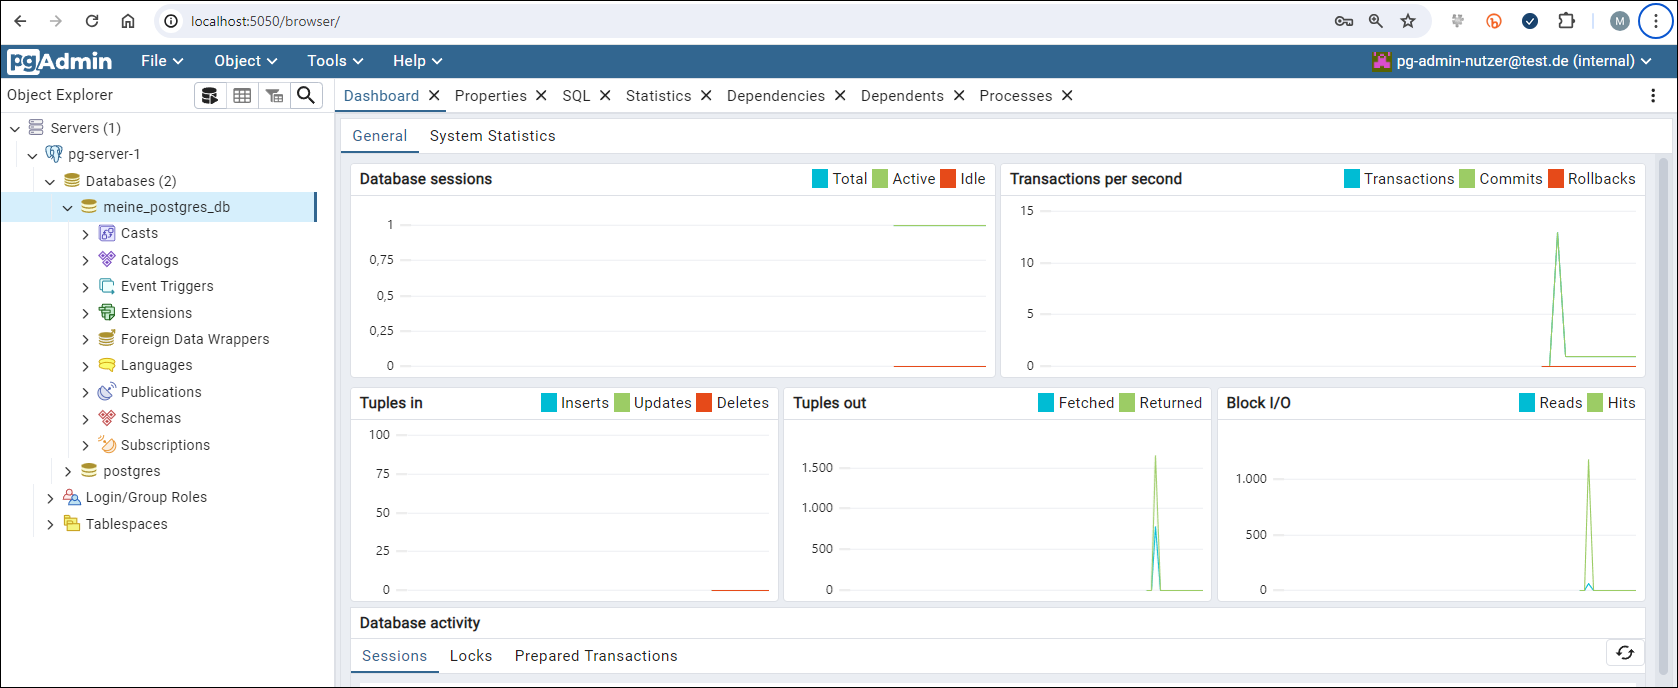 localhost:5050/browser/
M
pgAdmin File Object Tools Help pg-admin-nutzer@test.de (internal)
Object Explorer
Servers (1)
pg-server-1
Databases (2)
meine_postgres_db
Casts
Catalogs
Event Triggers
Extensions
Foreign Data Wrappers
Languages
Publications
Schemas
Subscriptions
postgres
Login/Group Roles
Tablespaces
Dashboard Properties SQL Statistics Dependencies Dependents Processes
General System Statistics
Database sessions Total Active Idle
1
0,75
0,5
0,25
0
Transactions per second Transactions Commits Rollbacks
15
10
5
0
Tuples in Inserts Updates Deletes
100
75
50
25
0
Tuples out Fetched Returned
1.500
1.000
500
0
Block I/O Reads Hits
1.000
500
0
Database activity
Sessions Locks Prepared Transactions